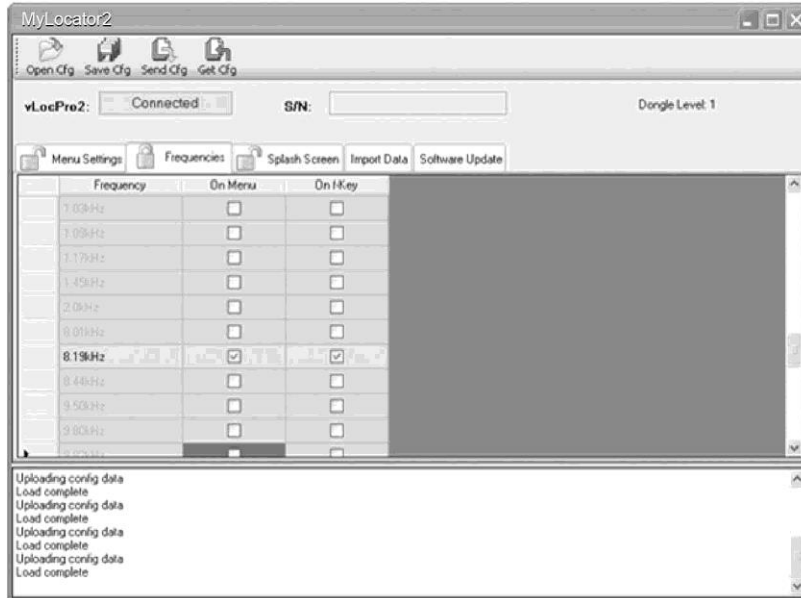 MyLocator2
Open Cfg Save Cfg Send Cfg Get Cfg
vLocPro2: Connected S/N: Dongle Level: 1
Menu Settings Frequencies Splash Screen Import Data Software Update
Frequency On Menu On f-Key
1.03kHz
1.17kHz
1.45kHz
2.0kHz
8.01kHz
8.19kHz
8.44kHz
9.50kHz
9.80kHz
Uploading config data
Load complete
Uploading config data
Load complete
Uploading config data
Load complete
Uploading config data
Load complete